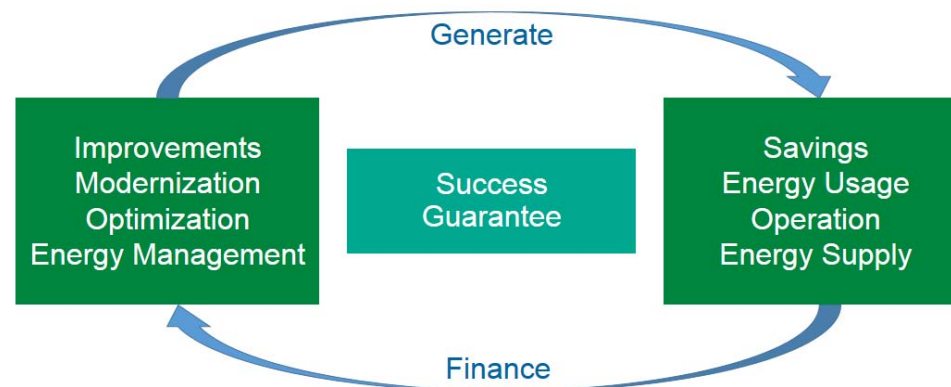 Generate
Improvements
Modernization
Optimization
Energy Management
Success
Guarantee
Savings
Energy Usage
Operation
Energy Supply
Finance